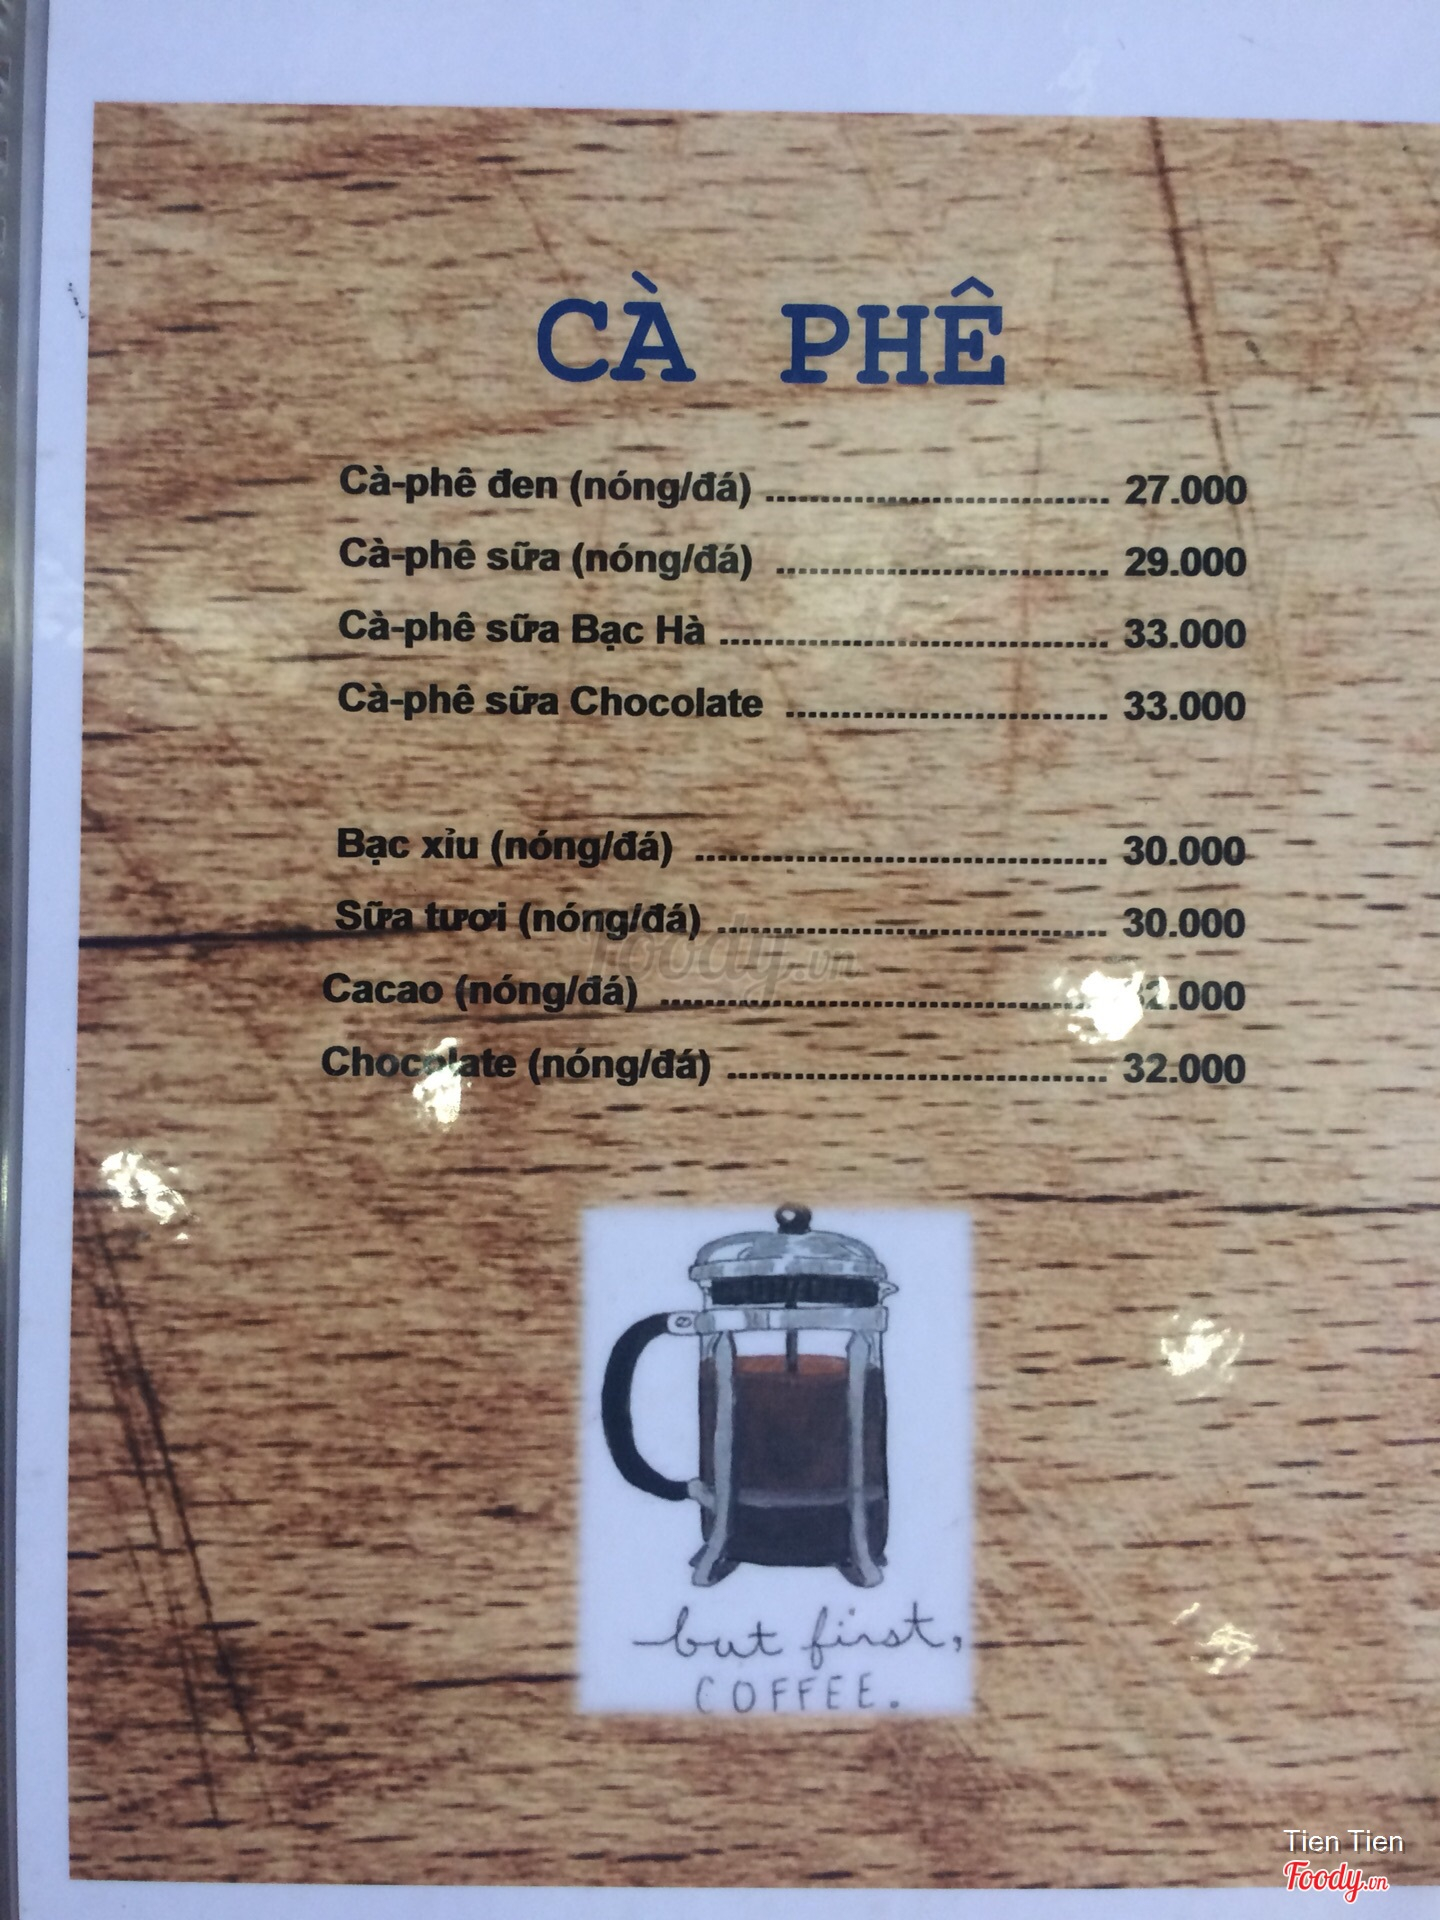 CÀ PHÊ
Cà-phê đen (nóng/đá) ............................... 27.000
Cà-phê sữa (nóng/đá) .............................. 29.000
Cà-phê sữa Bạc Hà ................................... 33.000
Cà-phê sữa Chocolate ............................. 33.000
Bạc xỉu (nóng/đá) ..................................... 30.000
Sữa tươi (nóng/đá) ................................... 30.000
Cacao (nóng/đá) .......................................
Chocolate (nóng/đá) .................................. 32.000
Foody.vn
but first,
COFFEE.
Tien Tien
Foody.vn